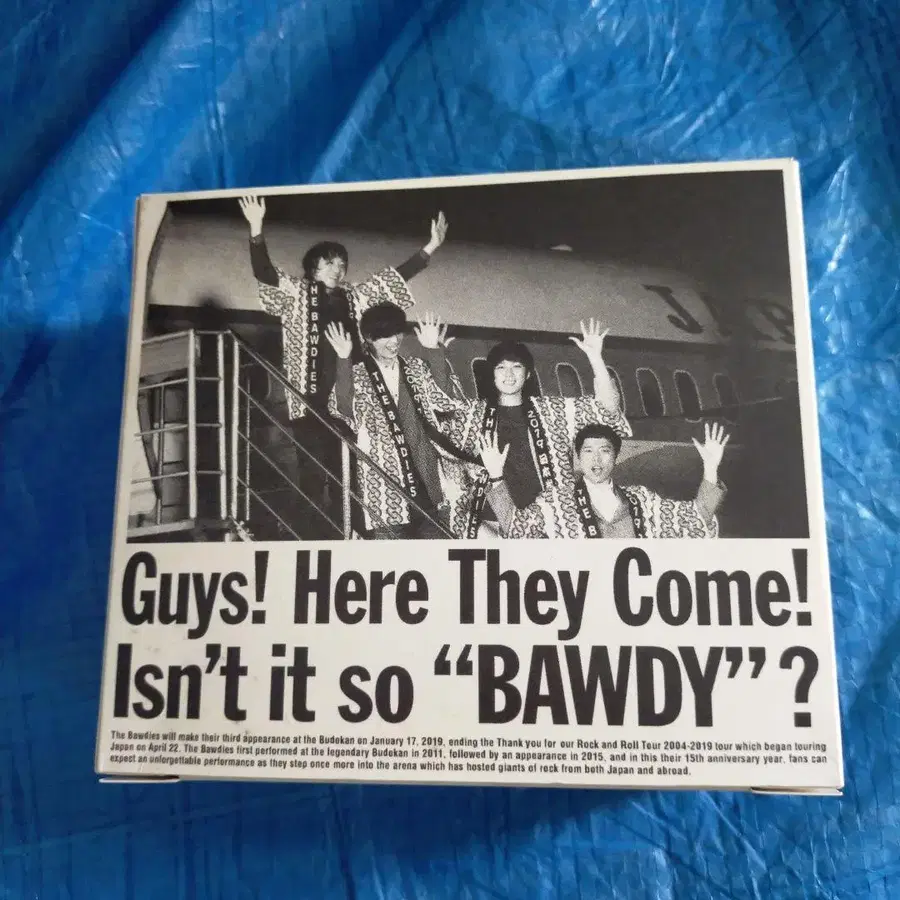 J
THE BAWDIES
THE BAWDIES
2019
THE B
Guys! Here They Come!
Isn't it so “BAWDY”?
The Bawdies will make their third appearance at the Budokan on January 17, 2019, ending the Thank you for our Rock and Roll Tour 2004-2019 tour which began touring
Japan on April 22. The Bawdies first performed at the legendary Budokan in 2011, followed by an appearance in 2015, and in this their 15th anniversary year, fans can
expect an unforgettable performance as they step once more into the arena which has hosted giants of rock from both Japan and abroad.